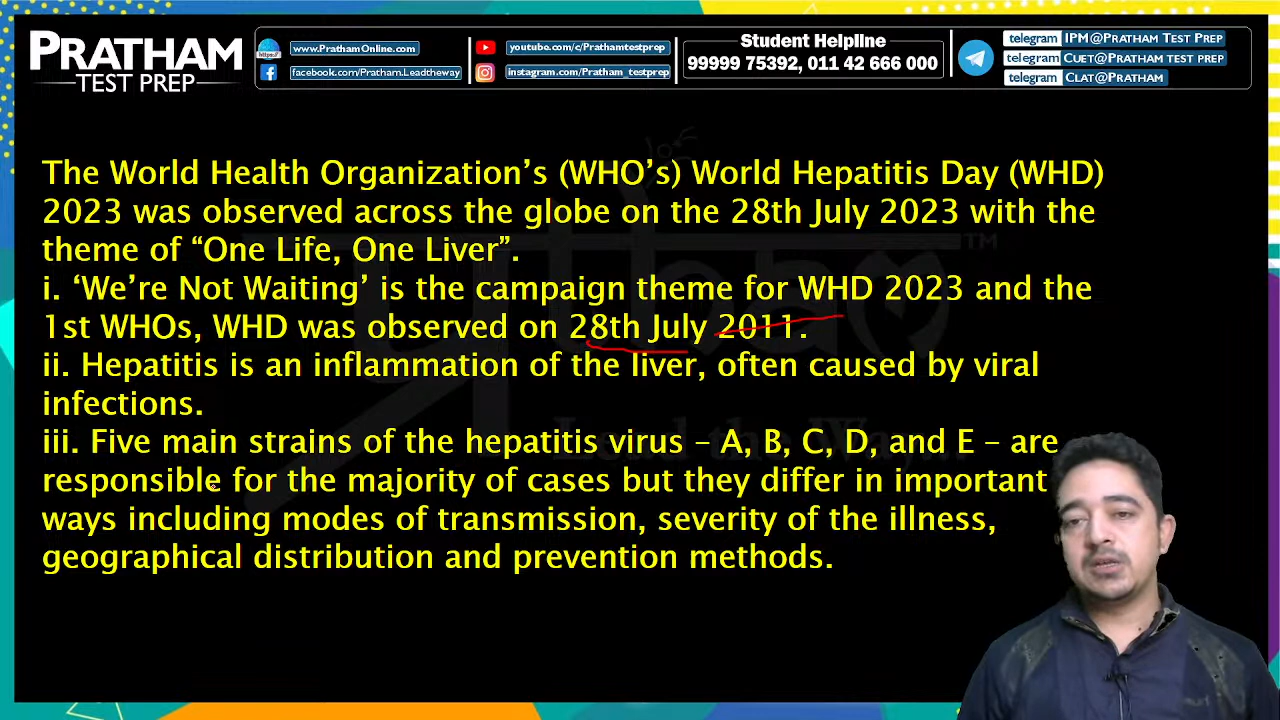 PRATHAM
TEST PREP
https://
www.PrathamOnline.com
facebook.com/Pratham.Leadtheway
youtube.com/c/Prathamtestprep
instagram.com/Pratham_testprep
Student Helpline
99999 75392, 011 42 666 000
telegram IPM@PRATHAM TEST PREP
telegram CUET@PRATHAM TEST PREP
telegram CLAT@PRATHAM
The World Health Organization’s (WHO’s) World Hepatitis Day (WHD)
2023 was observed across the globe on the 28th July 2023 with the
theme of “One Life, One Liver”.
i. ‘We’re Not Waiting’ is the campaign theme for WHD 2023 and the
1st WHOs, WHD was observed on 28th July 2011.
ii. Hepatitis is an inflammation of the liver, often caused by viral
infections.
iii. Five main strains of the hepatitis virus – A, B, C, D, and E – are
responsible for the majority of cases but they differ in important
ways including modes of transmission, severity of the illness,
geographical distribution and prevention methods.
TM